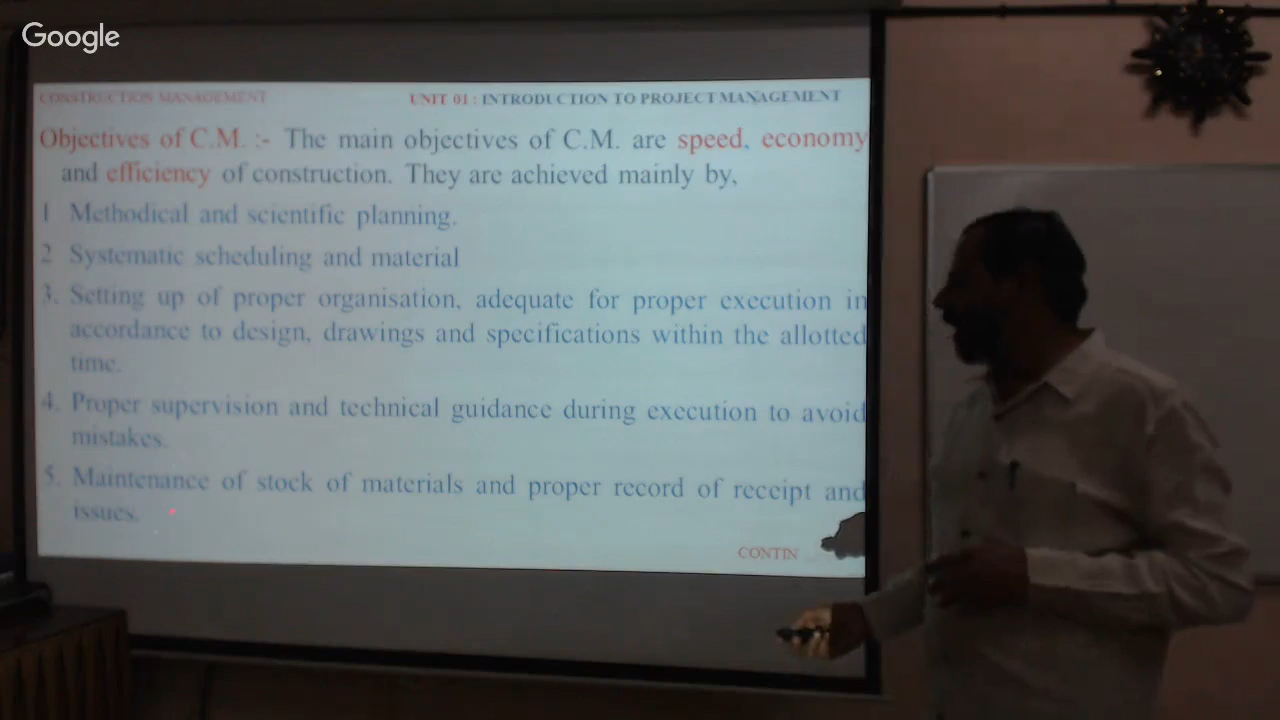 Google
CONSTRUCTION MANAGEMENT
UNIT 01 : INTRODUCTION TO PROJECT MANAGEMENT
Objectives of C.M. :- The main objectives of C.M. are speed, economy
and efficiency of construction. They are achieved mainly by,
1 Methodical and scientific planning.
2 Systematic scheduling and material
3. Setting up of proper organisation, adequate for proper execution in
accordance to design, drawings and specifications within the allotted
time.
4. Proper supervision and technical guidance during execution to avoid
mistakes.
5. Maintenance of stock of materials and proper record of receipt and
issues.
CONTIN